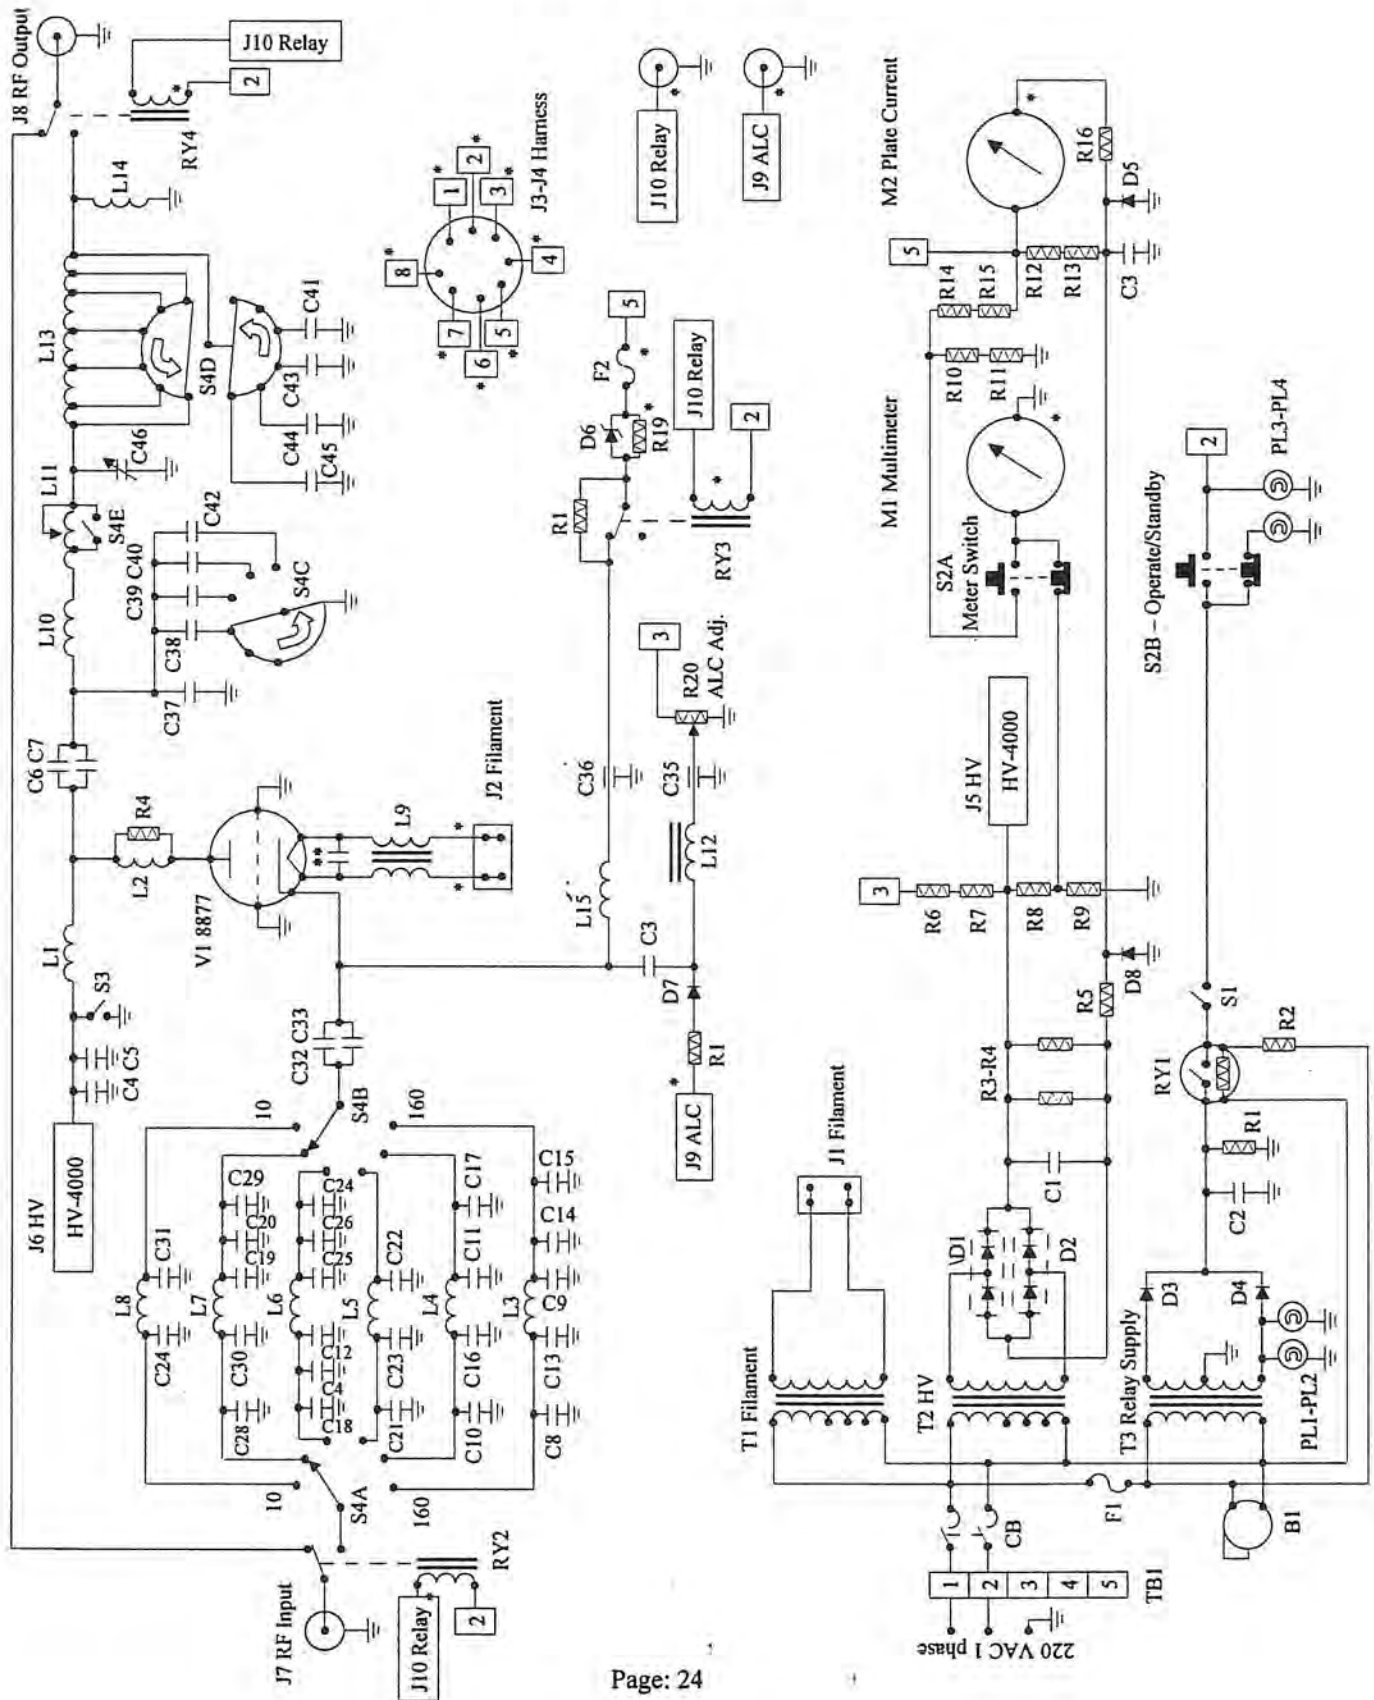 J8 RF Output
J10 Relay
2
RY4
L14
L13
S4D
C41
C43
C44
C45
C46
L11
S4E
C42
C39 C40
C38
S4C
L10
C37
C6 C7
R4
L2
V1 8877
L9
J2 Filament
L1
S3
C5
C4
J6 HV
HV-4000
C32 C33
S4B
10
160
C31
L8
C24
C29
C20
C19
L7
C30
C28
C24
C26
C25
L6
C12
C4
C18
C22
L5
C23
C21
C17
C11
L4
C16
C10
C15
C14
C9
L3
C13
C8
10
S4A
160
RY2
J7 RF Input
J10 Relay
2
J3-J4 Harness
1
2
3
4
5
6
7
8
J10 Relay
J9 ALC
5
F2
D6
R19
R1
J10 Relay
2
RY3
3
R20
ALC Adj.
C36
C35
L12
L15
C3
D7
R1
J9 ALC
M2 Plate Current
R16
D5
5
R14
R15
R12
R13
C3
R10
R11
M1 Multimeter
S2A
Meter Switch
J5 HV
HV-4000
3
R6
R7
R8
R9
D8
R5
R3-R4
C1
J1 Filament
D1
D2
T1 Filament
T2 HV
T3 Relay Supply
D3
D4
PL1-PL2
C2
R1
RY1
R2
S1
S2B – Operate/Standby
2
PL3-PL4
F1
B1
CB
TB1
1
2
3
4
5
220 VAC 1 phase
Page: 24